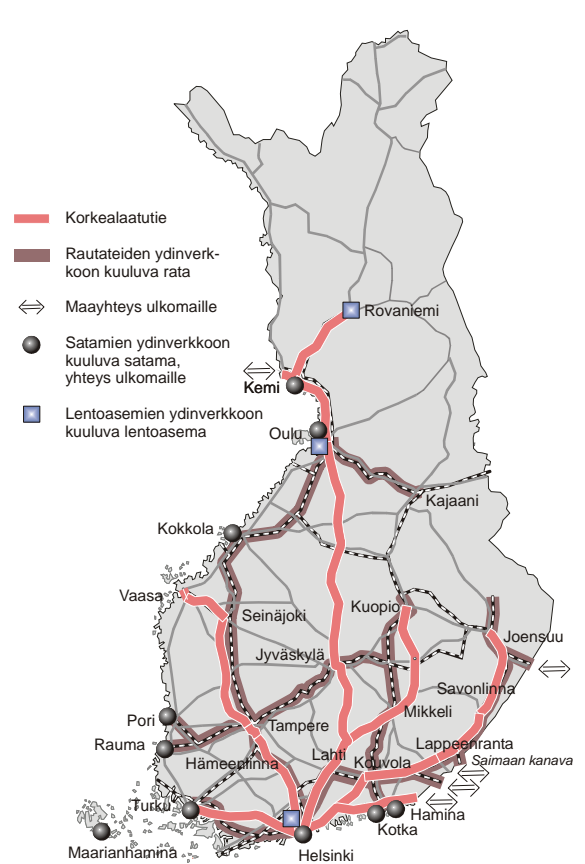 Korkealaatutie
Rautateiden ydinverk-
koon kuuluva rata
Maayhteys ulkomaille
Satamien ydinverkkoon
kuuluva satama,
yhteys ulkomaille
Lentoasemien ydinverkkoon
kuuluva lentoasema
Rovaniemi
Kemi
Oulu
Kajaani
Kokkola
Vaasa
Seinäjoki
Kuopio
Joensuu
Jyväskylä
Savonlinna
Pori
Tampere
Mikkeli
Rauma
Lahti
Lappeenranta
Hämeenlinna
Kouvola
Saimaan kanava
Turku
Hamina
Kotka
Maarianhamina
Helsinki